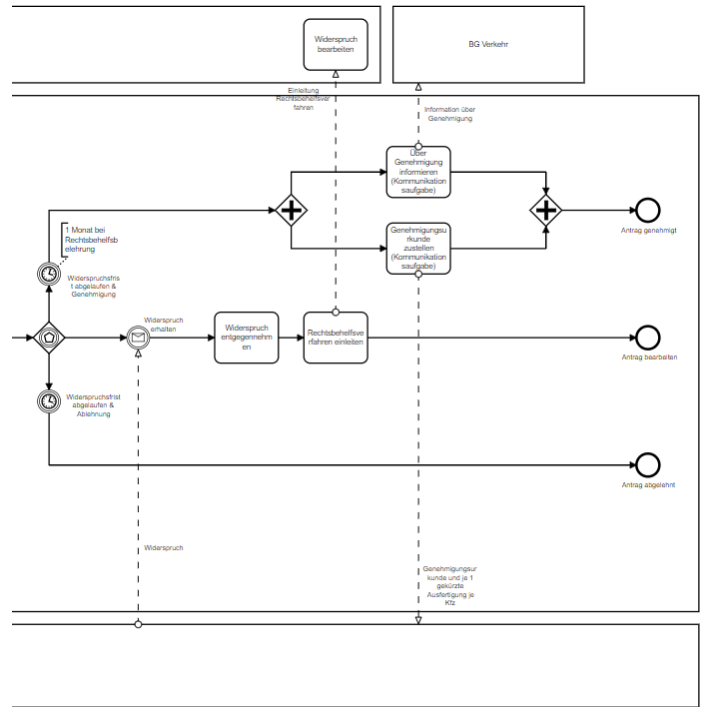 Widerspruch
bearbeiten
BG Verkehr
Einleitung
Rechtsbehelfsver
fahren
Information über
Genehmigung
Über
Genehmigung
informieren
(Kommunikation
saufgabe)
1 Monat bei
Rechtsbehelfsb
elehrung
Genehmigungsu
rkunde
zustellen
(Kommunikation
saufgabe)
Antrag genehmigt
Widerspruchsfris
t abgelaufen &
Genehmigung
Widerspruch
erhalten
Widerspruch
entgegennehm
en
Rechtsbehelfsve
rfahren einleiten
Antrag bearbeiten
Widerspruchsfrist
abgelaufen &
Ablehnung
Antrag abgelehnt
Widerspruch
Genehmigungsur
kunde und je 1
gekürzte
Ausfertigung je
Kfz